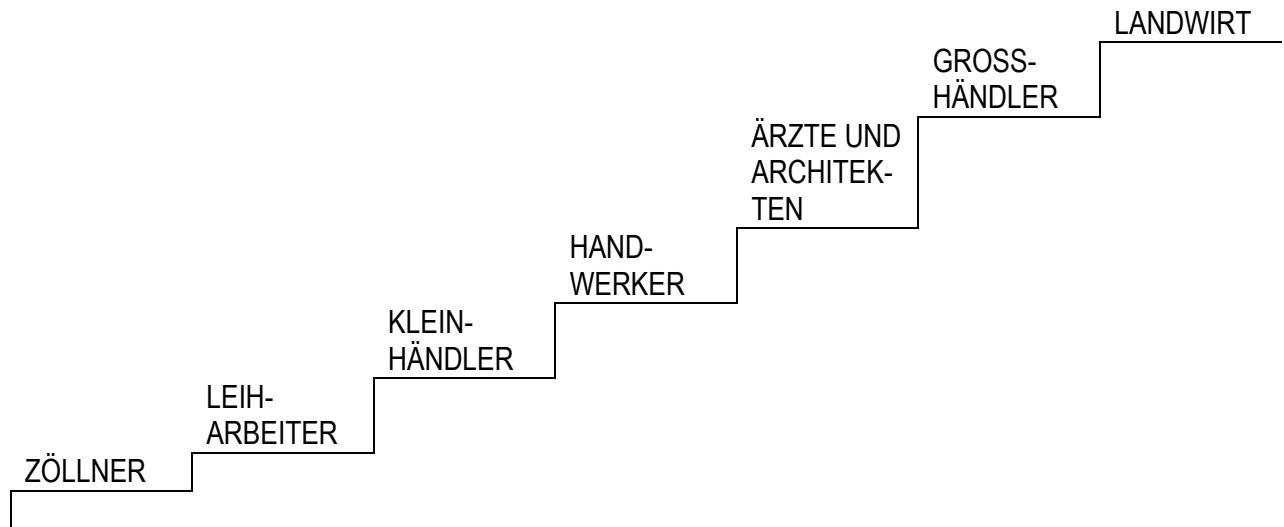 LANDWIRT
GROSS-
HÄNDLER
ÄRZTE UND
ARCHITEK-
TEN
HAND-
WERKER
KLEIN-
HÄNDLER
LEIH-
ARBEITER
ZÖLLNER